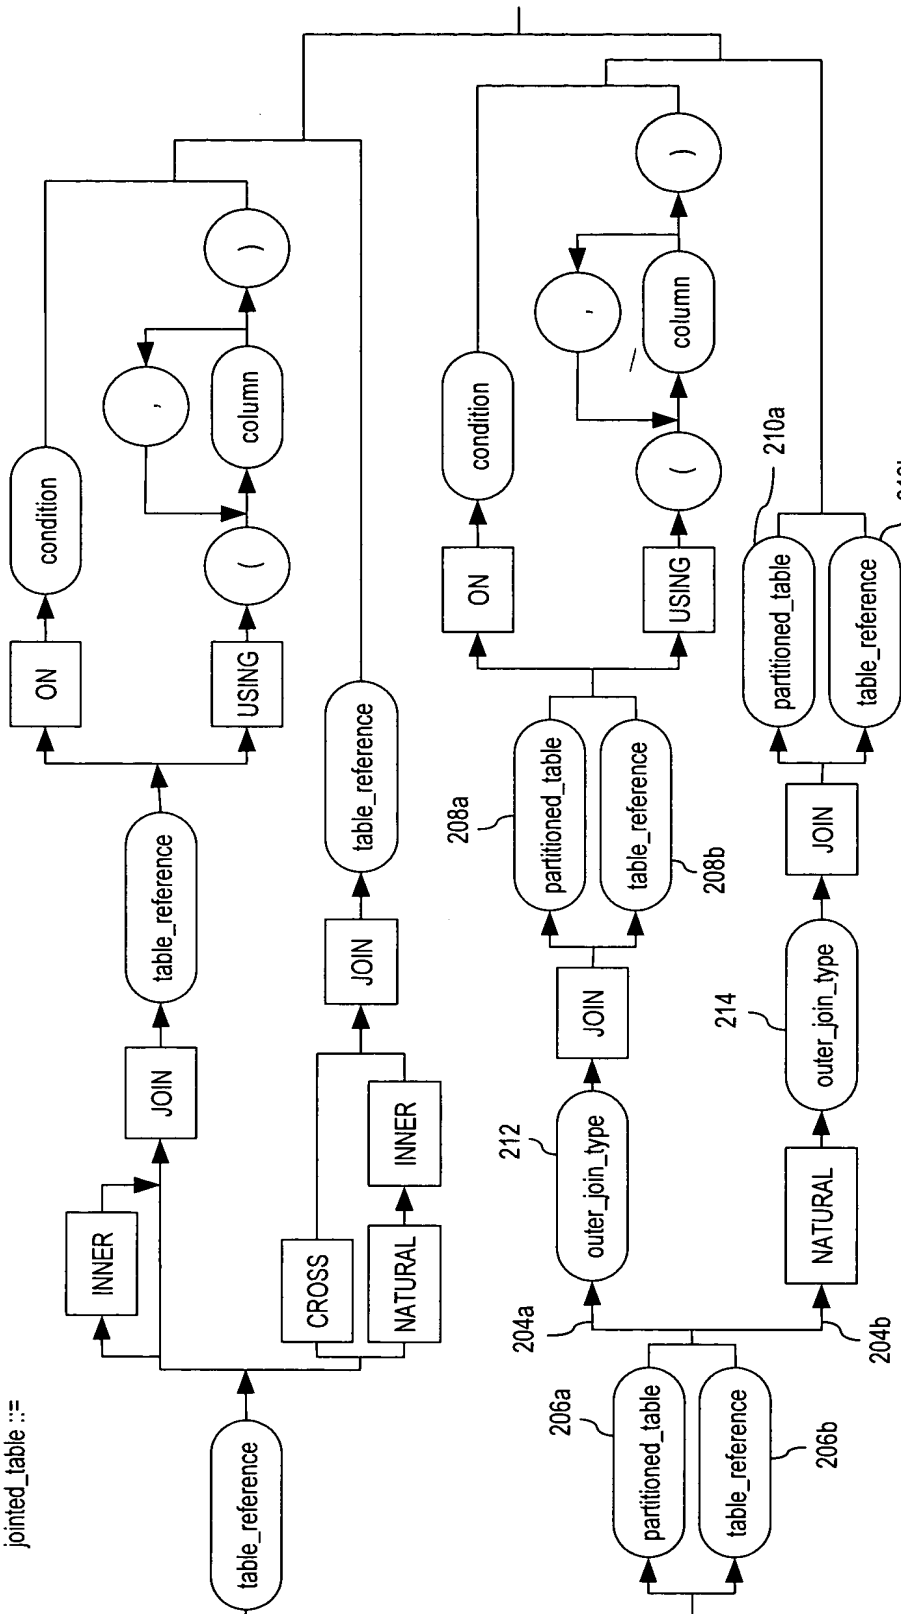 jointed_table ::=
table_reference
INNER
JOIN
table_reference
ON
condition
USING
(
column
,
)
CROSS
NATURAL
INNER
JOIN
table_reference
206a
partitioned_table
table_reference
206b
204a
212
outer_join_type
JOIN
208a
partitioned_table
table_reference
208b
ON
condition
USING
(
column
,
)
204b
NATURAL
214
outer_join_type
JOIN
210a
partitioned_table
table_reference